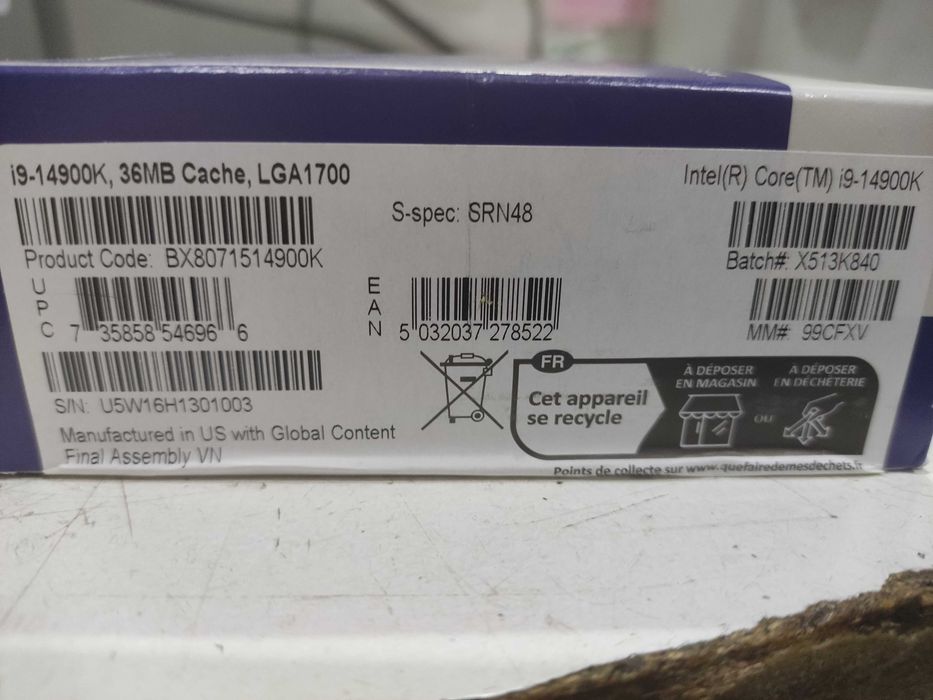 i9-14900K, 36MB Cache, LGA1700
Intel(R) Core(TM) i9-14900K
S-spec: SRN48
Product Code: BX8071514900K
Batch#: X513K840
UPC
7 35858 54696 6
EAN
5 032037 278522
MM#: 99CFXV
S/N: U5W16H1301003
Manufactured in US with Global Content
Final Assembly VN
FR
Cet appareil
se recycle
À DÉPOSER
EN MAGASIN
OU
À DÉPOSER
EN DÉCHÈTERIE
Points de collecte sur www.quefairedemesdechets.fr